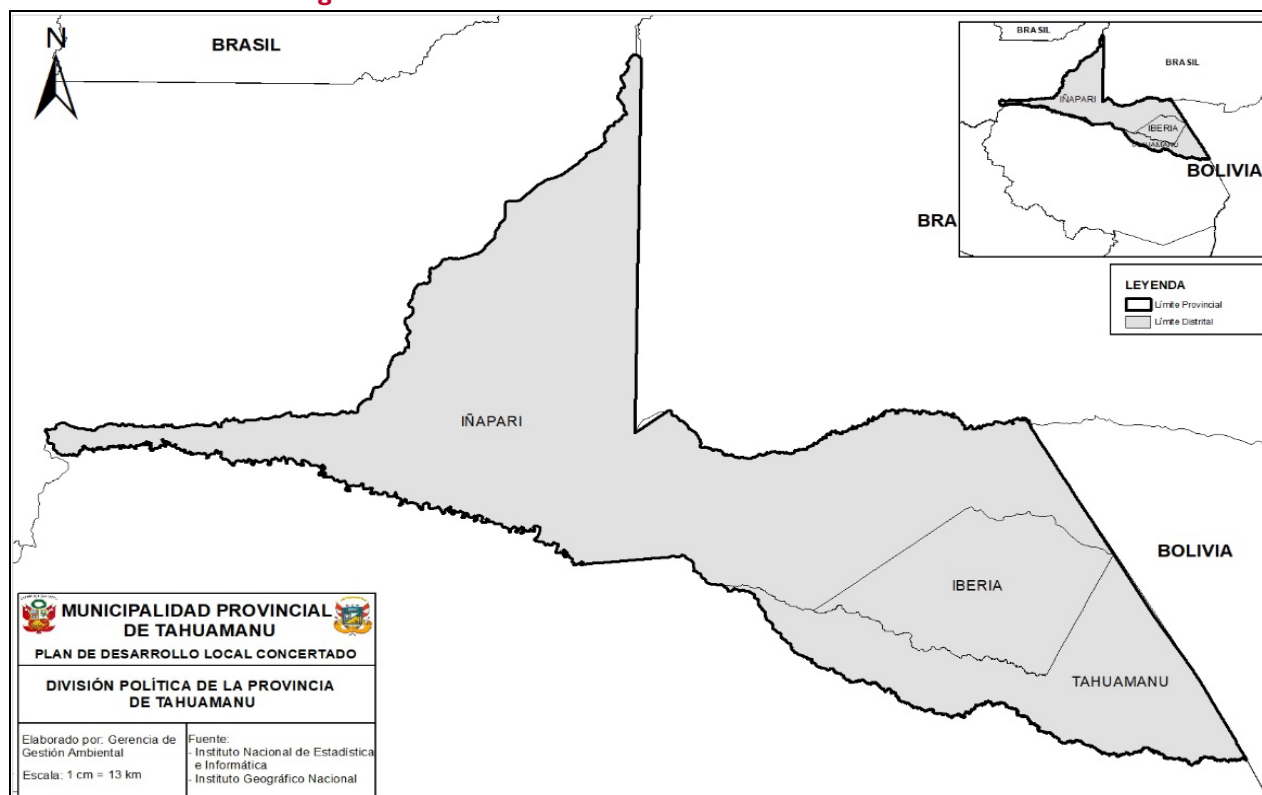 N
BRASIL
BRASIL
BRASIL
IÑAPARI
IBERIA
BOLIVIA
BRA
LEYENDA
Límite Provincial
Límite Distrital
IÑAPARI
BOLIVIA
IBERIA
TAHUAMANU
MUNICIPALIDAD PROVINCIAL
DE TAHUAMANU
PLAN DE DESARROLLO LOCAL CONCERTADO
DIVISIÓN POLÍTICA DE LA PROVINCIA
DE TAHUAMANU
Elaborado por: Gerencia de
Gestión Ambiental
Escala: 1 cm = 13 km
Fuente:
- Instituto Nacional de Estadística
e Informática
- Instituto Geográfico Nacional